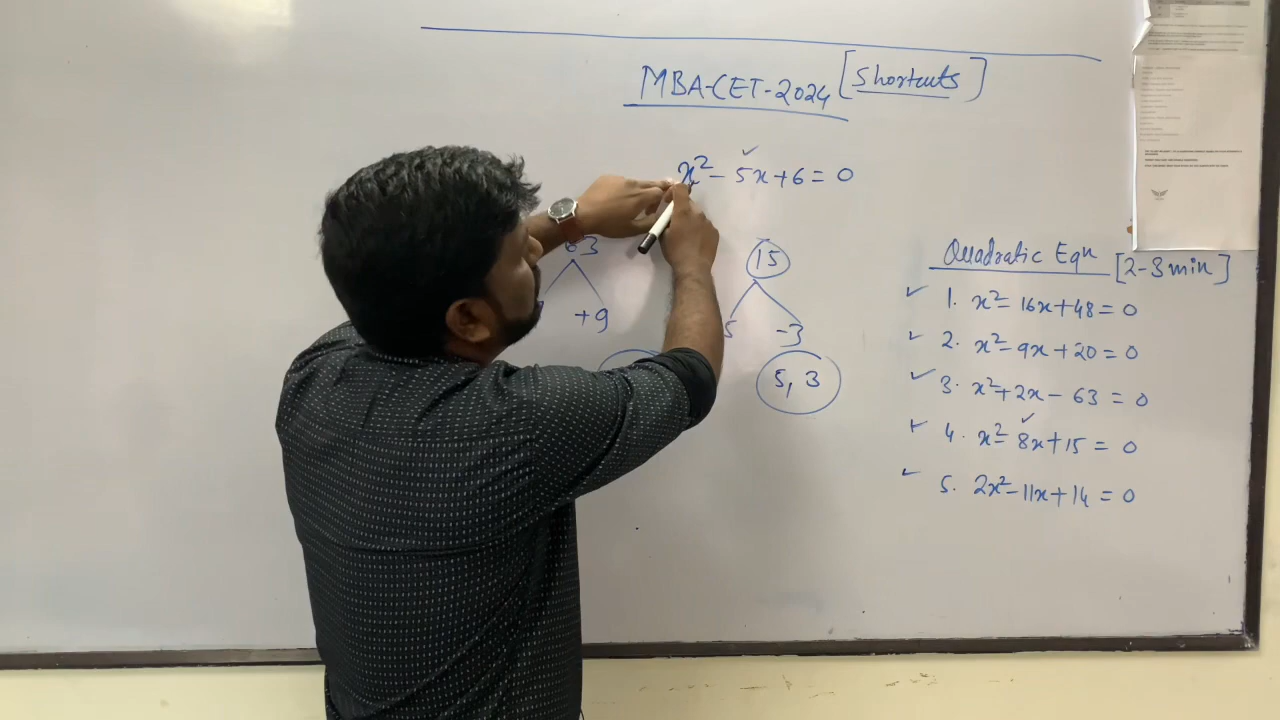 MBA-CET-2024 [Shortcuts]
x² - 5x + 6 = 0
63
+9
15
5 -3
5, 3
Quadratic Eqn [2-3 min]
1. x² - 16x + 48 = 0
2. x² - 9x + 20 = 0
3. x² + 2x - 63 = 0
4. x² - 8x + 15 = 0
5. 2x² - 11x + 14 = 0